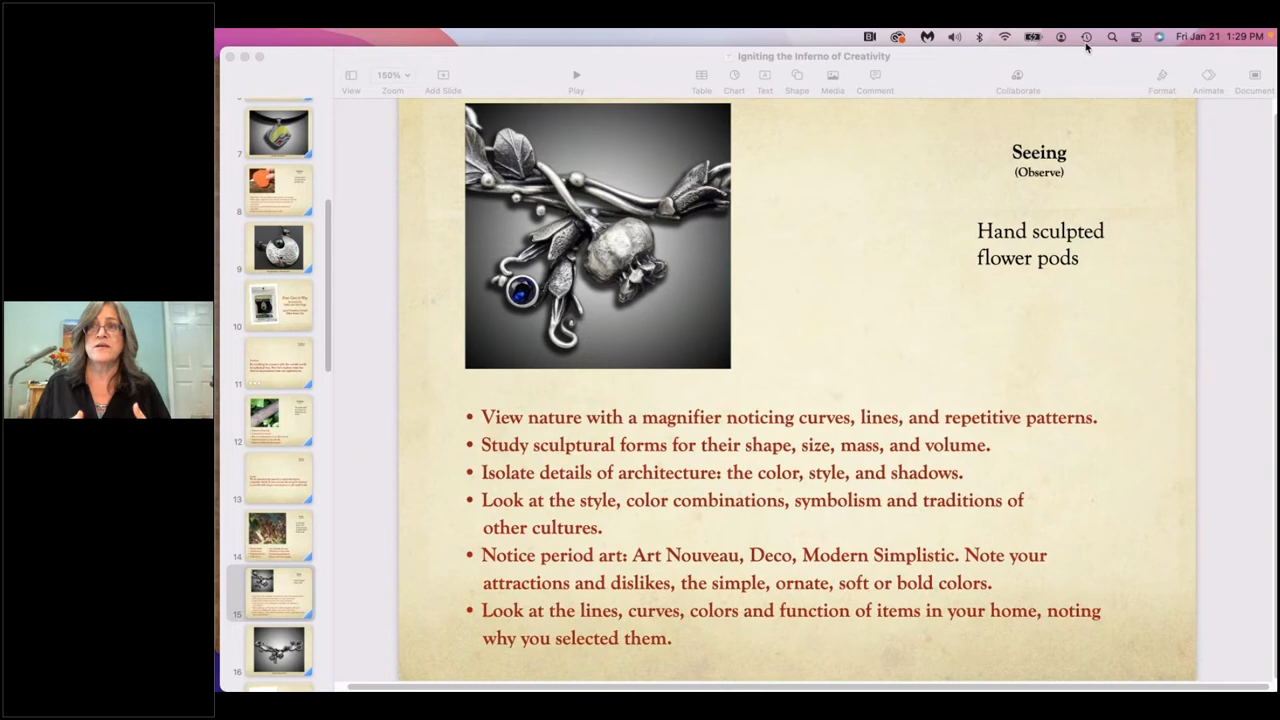 Fri Jan 21 1:29 PM
Igniting the Inferno of Creativity
150%
View
Zoom
Add Slide
Play
Table
Chart
Text
Shape
Media
Comment
Collaborate
Format
Animate
Document
7
8
9
10
11
12
13
14
15
16
Seeing
(Observe)
Hand sculpted
flower pods
• View nature with a magnifier noticing curves, lines, and repetitive patterns.
• Study sculptural forms for their shape, size, mass, and volume.
• Isolate details of architecture: the color, style, and shadows.
• Look at the style, color combinations, symbolism and traditions of
other cultures.
• Notice period art: Art Nouveau, Deco, Modern Simplistic. Note your
attractions and dislikes, the simple, ornate, soft or bold colors.
• Look at the lines, curves, colors and function of items in your home, noting
why you selected them.